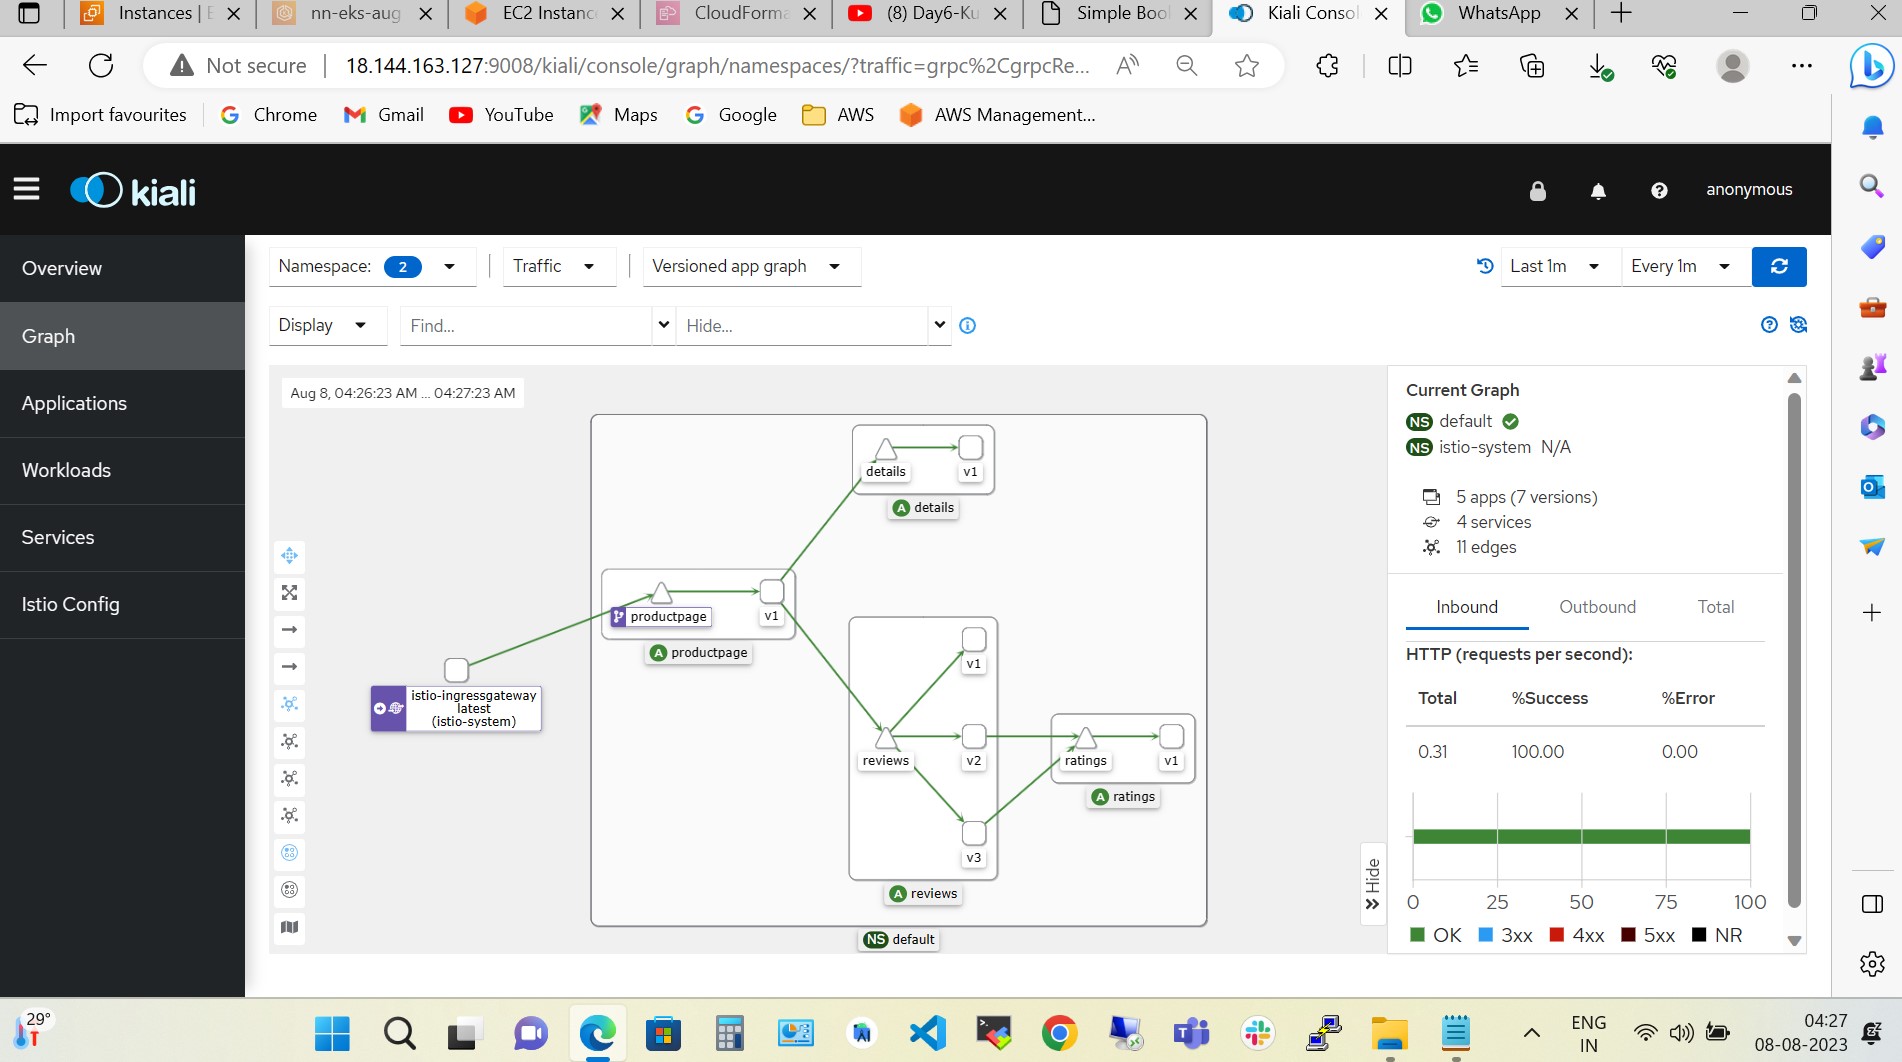 Instances | E
nn-eks-aug
EC2 Instanc
CloudForma
(8) Day6-Ku
Simple Bool
Kiali Consol
WhatsApp
Not secure
18.144.163.127:9008/kiali/console/graph/namespaces/?traffic=grpc%2CgrpcRe...
Import favourites
Chrome
Gmail
YouTube
Maps
Google
AWS
AWS Management...
kiali
anonymous
Overview
Graph
Applications
Workloads
Services
Istio Config
Namespace: 2
Traffic
Versioned app graph
Last 1m
Every 1m
Display
Find...
Hide...
Aug 8, 04:26:23 AM ... 04:27:23 AM
details
v1
A details
productpage
v1
A productpage
istio-ingressgateway
latest
(istio-system)
v1
reviews
v2
v3
A reviews
ratings
v1
A ratings
NS default
Hide
Current Graph
NS default
NS istio-system N/A
5 apps (7 versions)
4 services
11 edges
Inbound
Outbound
Total
HTTP (requests per second):
Total %Success %Error
0.31 100.00 0.00
0 25 50 75 100
OK 3xx 4xx 5xx NR
29°
ENG
IN
04:27
08-08-2023